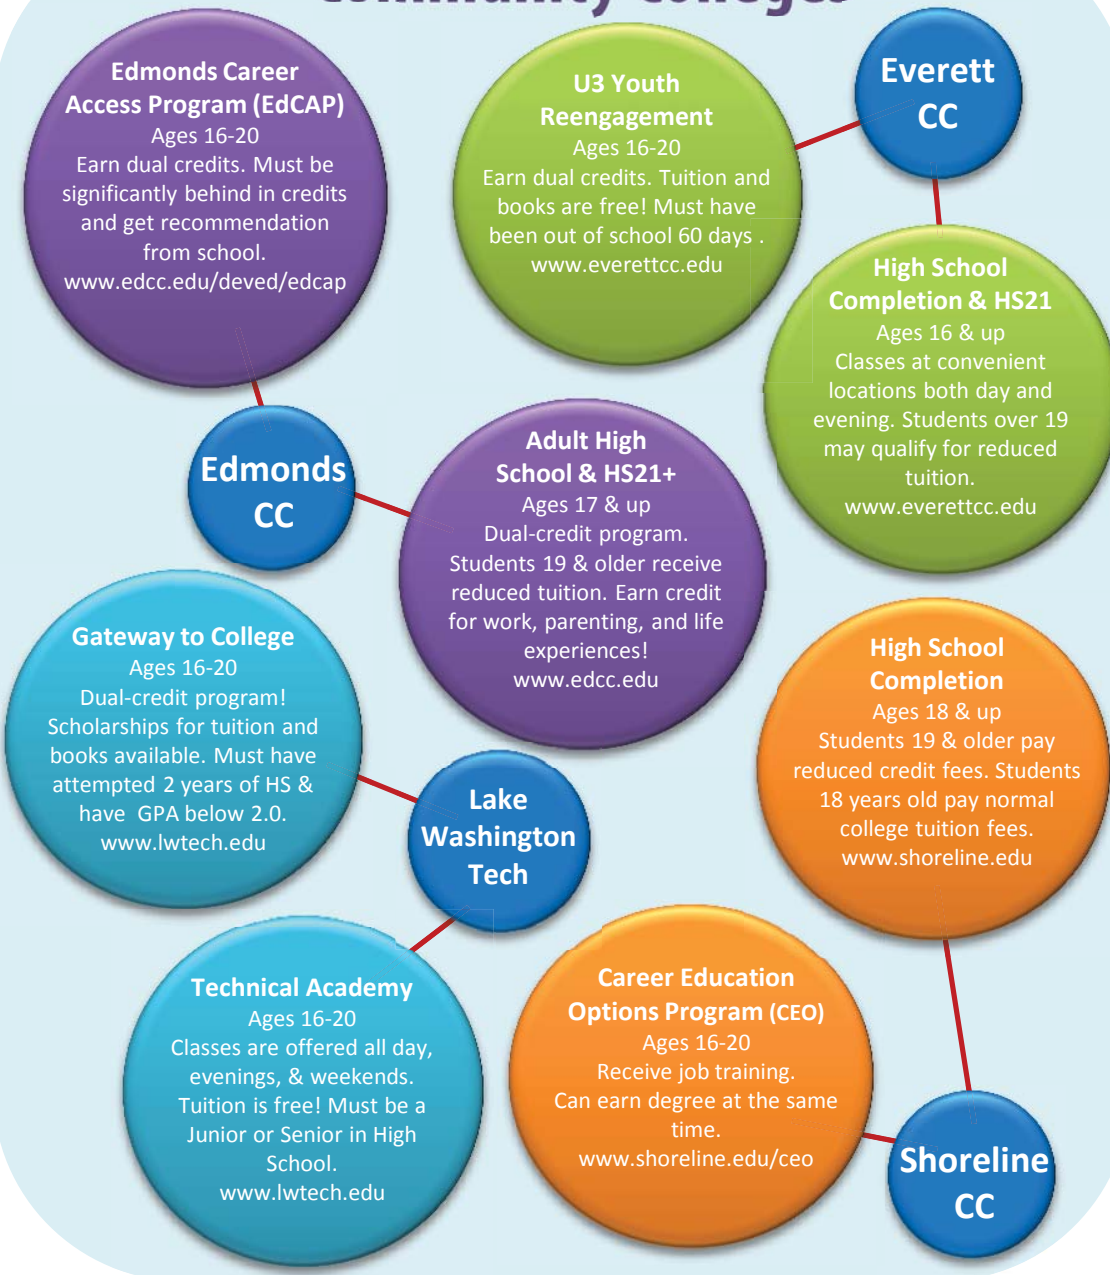 Community Colleges
Edmonds Career
Access Program (EdCAP)
Ages 16-20
Earn dual credits. Must be
significantly behind in credits
and get recommendation
from school.
www.edcc.edu/deved/edcap
U3 Youth
Reengagement
Ages 16-20
Earn dual credits. Tuition and
books are free! Must have
been out of school 60 days .
www.everettcc.edu
Everett
CC
High School
Completion & HS21
Ages 16 & up
Classes at convenient
locations both day and
evening. Students over 19
may qualify for reduced
tuition.
www.everettcc.edu
Edmonds
CC
Adult High
School & HS21+
Ages 17 & up
Dual-credit program.
Students 19 & older receive
reduced tuition. Earn credit
for work, parenting, and life
experiences!
www.edcc.edu
Gateway to College
Ages 16-20
Dual-credit program!
Scholarships for tuition and
books available. Must have
attempted 2 years of HS &
have GPA below 2.0.
www.lwtech.edu
Lake
Washington
Tech
High School
Completion
Ages 18 & up
Students 19 & older pay
reduced credit fees. Students
18 years old pay normal
college tuition fees.
www.shoreline.edu
Technical Academy
Ages 16-20
Classes are offered all day,
evenings, & weekends.
Tuition is free! Must be a
Junior or Senior in High
School.
www.lwtech.edu
Career Education
Options Program (CEO)
Ages 16-20
Receive job training.
Can earn degree at the same
time.
www.shoreline.edu/ceo
Shoreline
CC